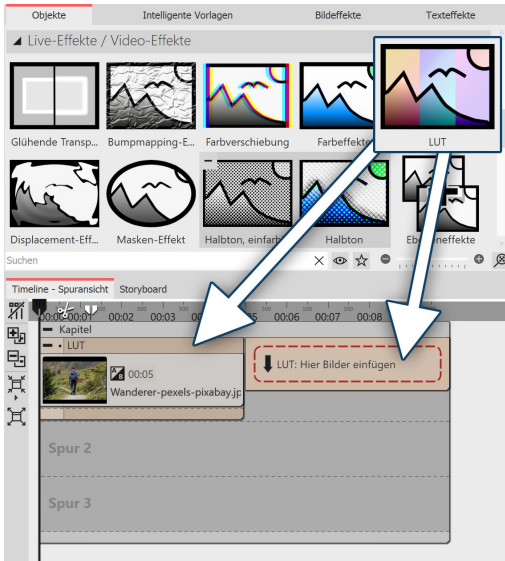 Objekte Intelligente Vorlagen Bildeffekte Texteffekte
Live-Effekte / Video-Effekte
Glühende Transp... Bumpmapping-E... Farbverschiebung Farbeffekte LUT
Displacement-Eff... Masken-Effekt Halbton, einfarb Halbton
Suchen
Timeline - Spuransicht Storyboard
00:00 00:01 00:02 00:03 00:06 00:07 00:08
Kapitel
LUT
00:05
Wanderer-pexels-pixabay.jp
LUT: Hier Bilder einfügen
Spur 2
Spur 3